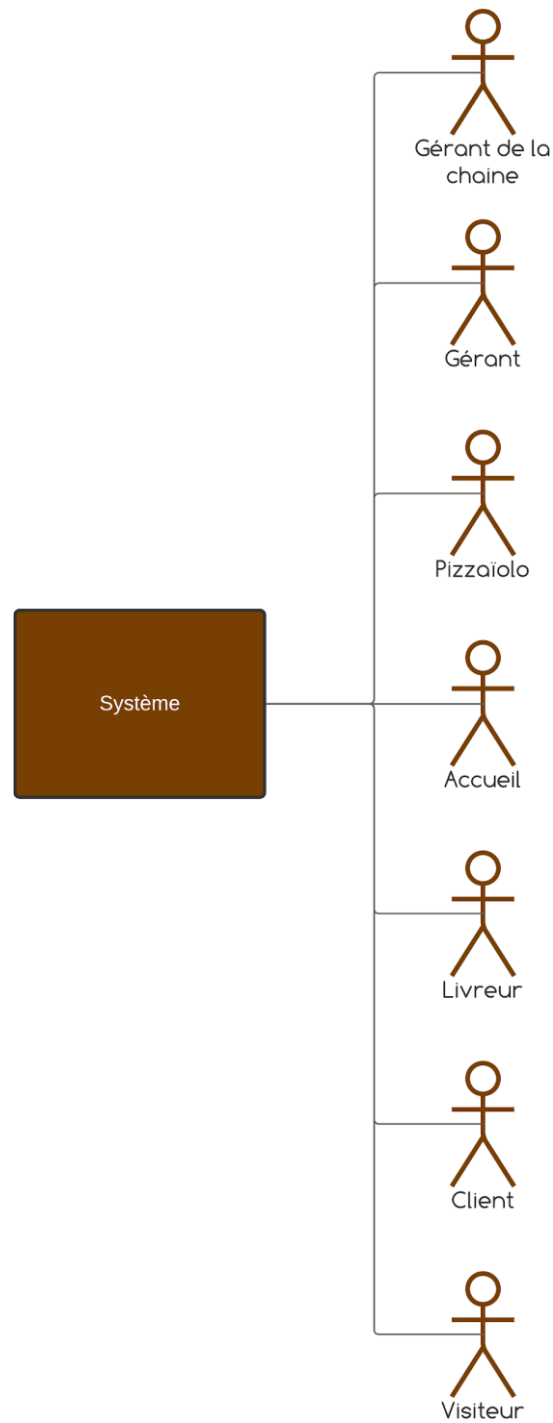 Gérant de la
chaine
Gérant
Pizzaïolo
Système
Accueil
Livreur
Client
Visiteur